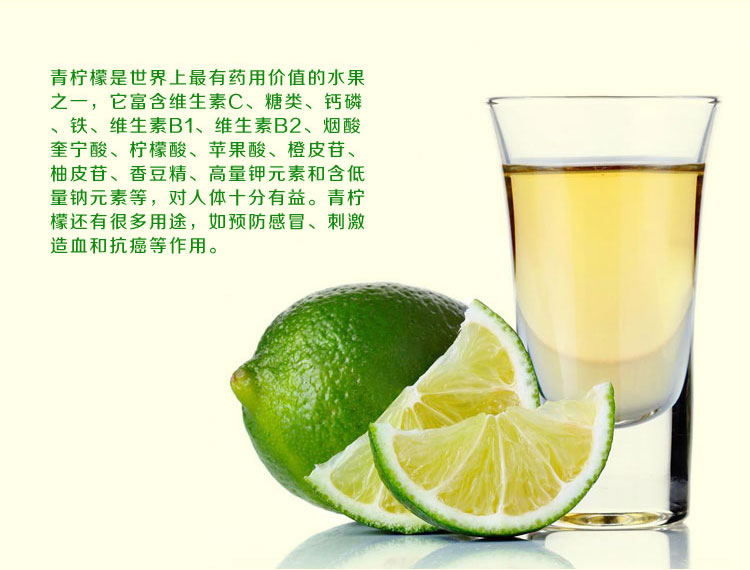 青柠檬是世界上最有药用价值的水果
之一，它富含维生素C、糖类、钙磷
、铁、维生素B1、维生素B2、烟酸
奎宁酸、柠檬酸、苹果酸、橙皮苷、
柚皮苷、香豆精、高量钾元素和含低
量钠元素等，对人体十分有益。青柠
檬还有很多用途，如预防感冒、刺激
造血和抗癌等作用。